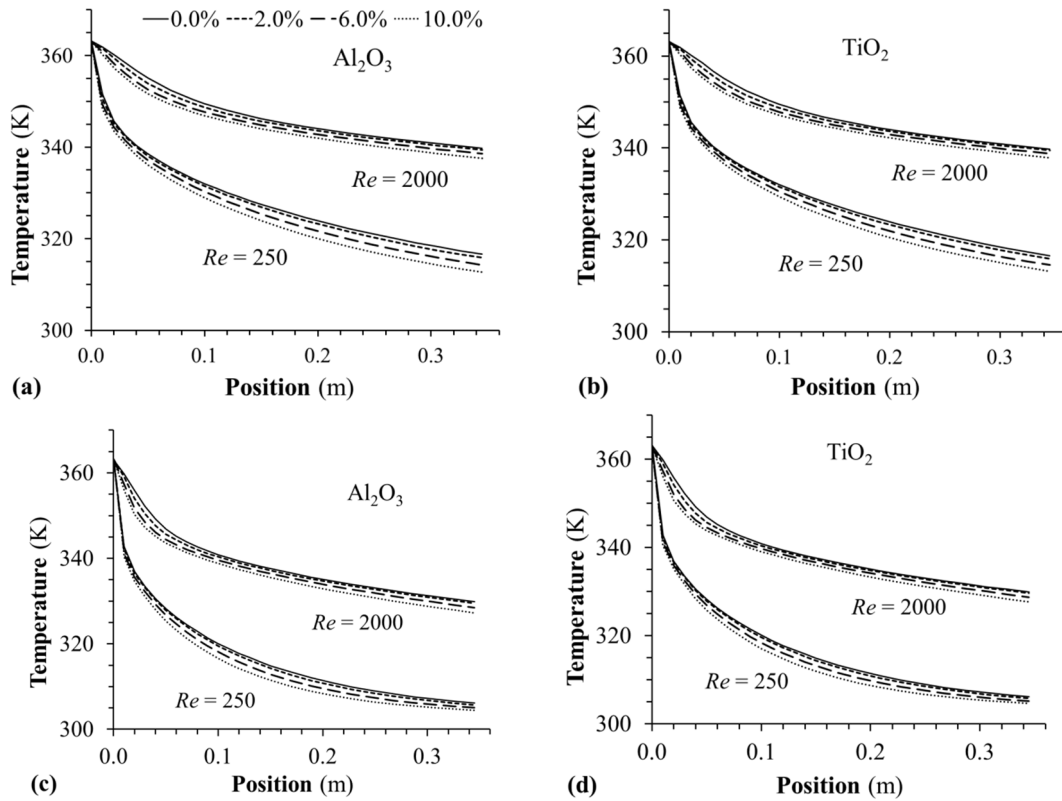 0.0% 2.0% 6.0% 10.0%
Al₂O₃
360
340
320
300
Temperature (K)
Re = 2000
Re = 250
0.0 0.1 0.2 0.3
Position (m)
(a)
TiO₂
360
340
320
300
Temperature (K)
Re = 2000
Re = 250
0.0 0.1 0.2 0.3
Position (m)
(b)
Al₂O₃
360
340
320
300
Temperature (K)
Re = 2000
Re = 250
0.0 0.1 0.2 0.3
Position (m)
(c)
TiO₂
360
340
320
300
Temperature (K)
Re = 2000
Re = 250
0.0 0.1 0.2 0.3
Position (m)
(d)